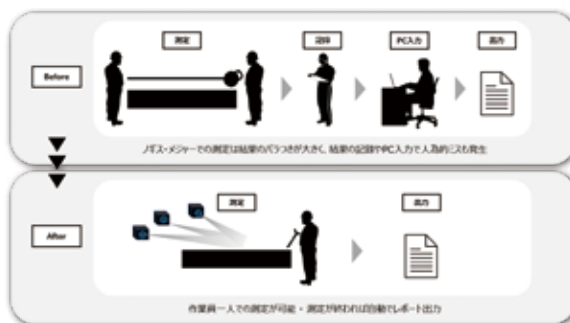 Before
測定
記録
PC入力
出力
ノギス・メジャーでの測定は結果のバラつきが大きく、結果の記録やPC入力で人為的ミスも発生
After
測定
出力
作業員一人での測定が可能・測定が終われば自動でレポート出力